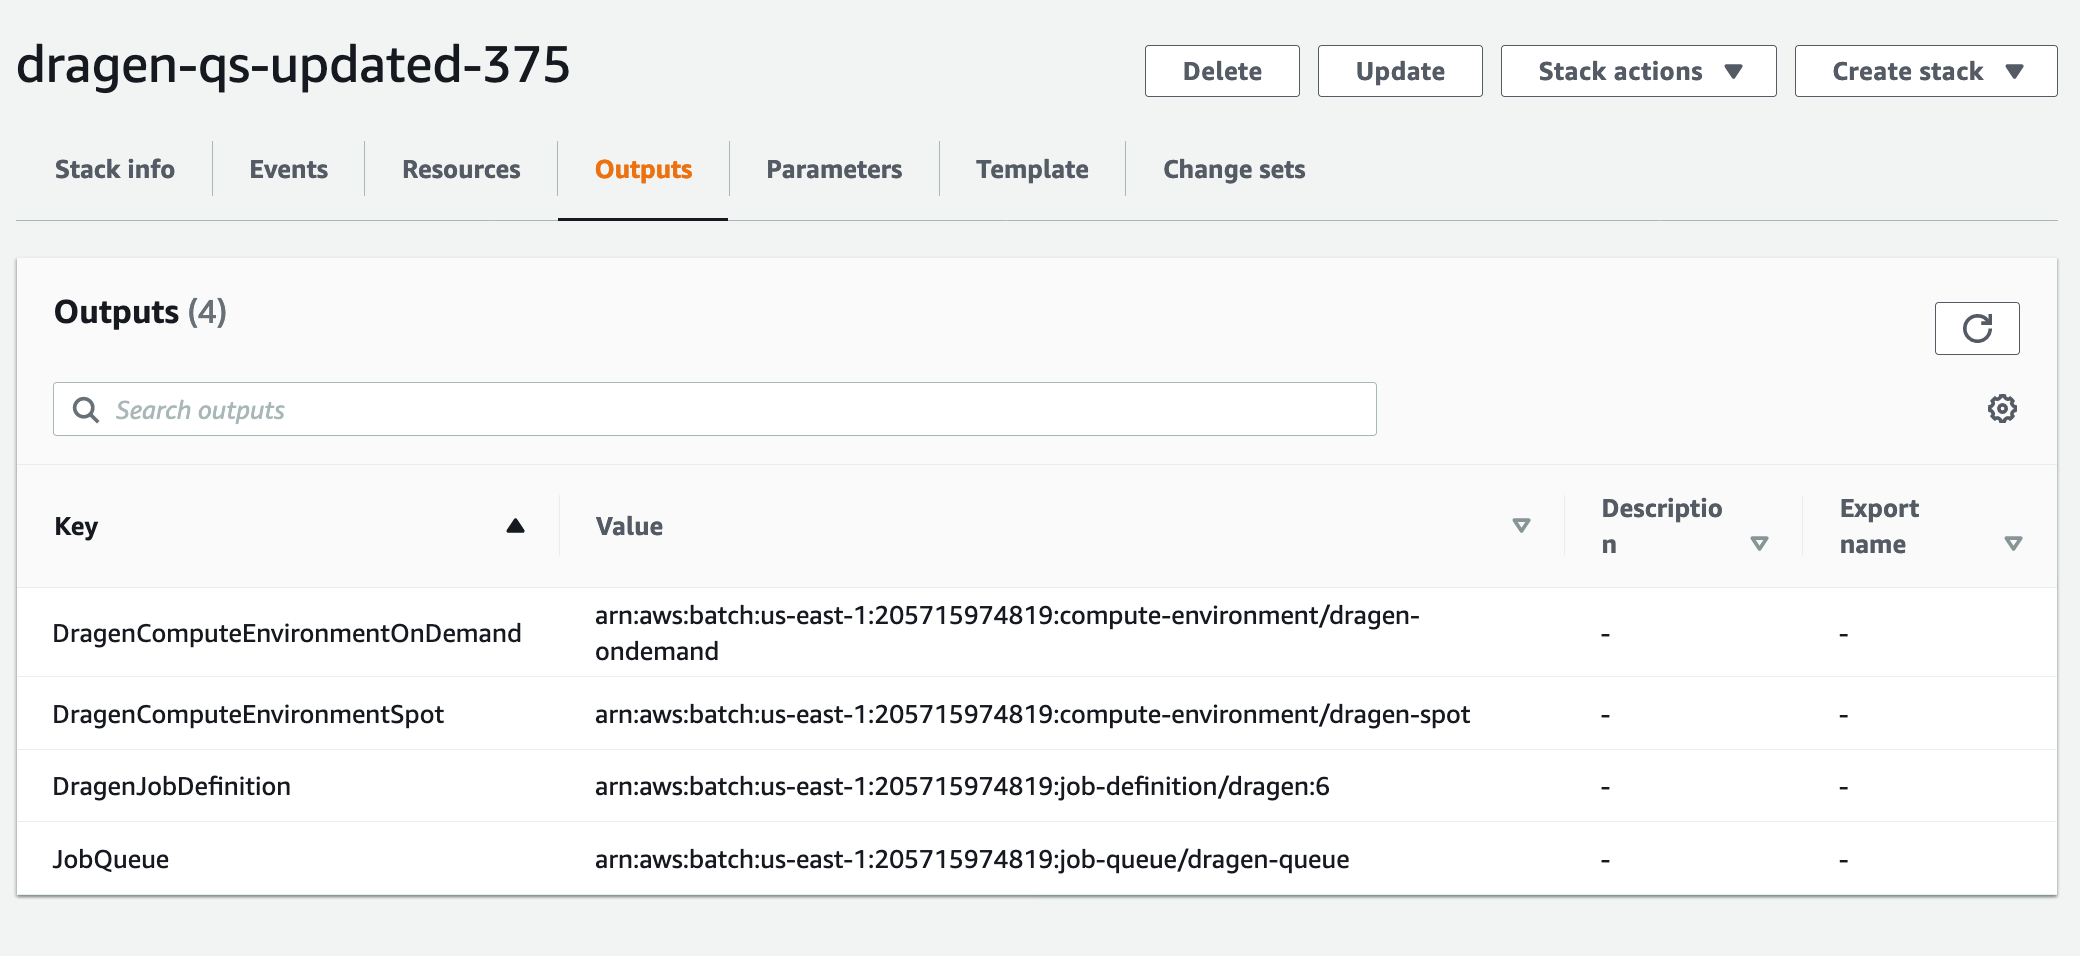 dragen-qs-updated-375
Delete
Update
Stack actions
Create stack
Stack info
Events
Resources
Outputs
Parameters
Template
Change sets
Outputs (4)
Search outputs
Key
Value
Descriptio
n
Export
name
DragenComputeEnvironmentOnDemand
arn:aws:batch:us-east-1:205715974819:compute-environment/dragen-
ondemand
-
-
DragenComputeEnvironmentSpot
arn:aws:batch:us-east-1:205715974819:compute-environment/dragen-spot
-
-
DragenJobDefinition
arn:aws:batch:us-east-1:205715974819:job-definition/dragen:6
-
-
JobQueue
arn:aws:batch:us-east-1:205715974819:job-queue/dragen-queue
-
-